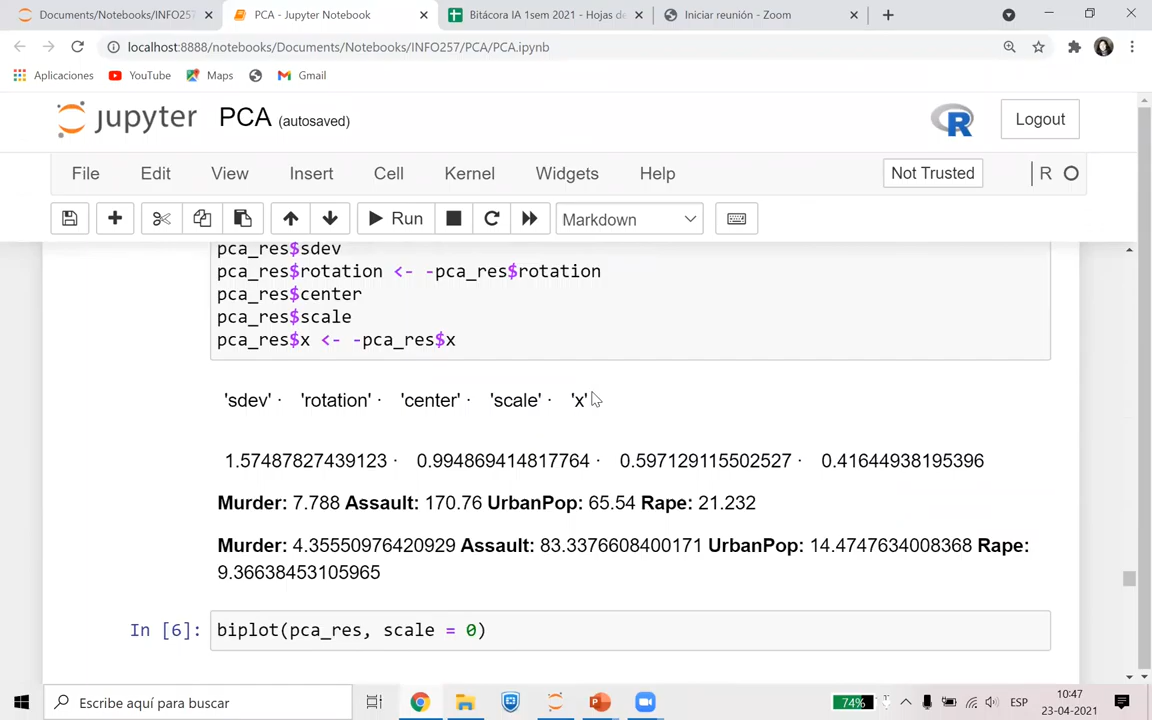 Documents/Notebooks/INFO257
PCA - Jupyter Notebook
Bitácora IA 1sem 2021 - Hojas de
Iniciar reunión - Zoom
localhost:8888/notebooks/Documents/Notebooks/INFO257/PCA/PCA.ipynb
Aplicaciones YouTube Maps Gmail
jupyter PCA (autosaved) R Logout
File Edit View Insert Cell Kernel Widgets Help Not Trusted R
Run Markdown
pca_res$sdev
pca_res$rotation <- -pca_res$rotation
pca_res$center
pca_res$scale
pca_res$x <- -pca_res$x
'sdev' · 'rotation' · 'center' · 'scale' · 'x'
1.57487827439123 · 0.994869414817764 · 0.597129115502527 · 0.41644938195396
Murder: 7.788 Assault: 170.76 UrbanPop: 65.54 Rape: 21.232
Murder: 4.35550976420929 Assault: 83.3376608400171 UrbanPop: 14.4747634008368 Rape:
9.36638453105965
In [6]: biplot(pca_res, scale = 0)
Escribe aquí para buscar
74%
ESP
10:47
23-04-2021